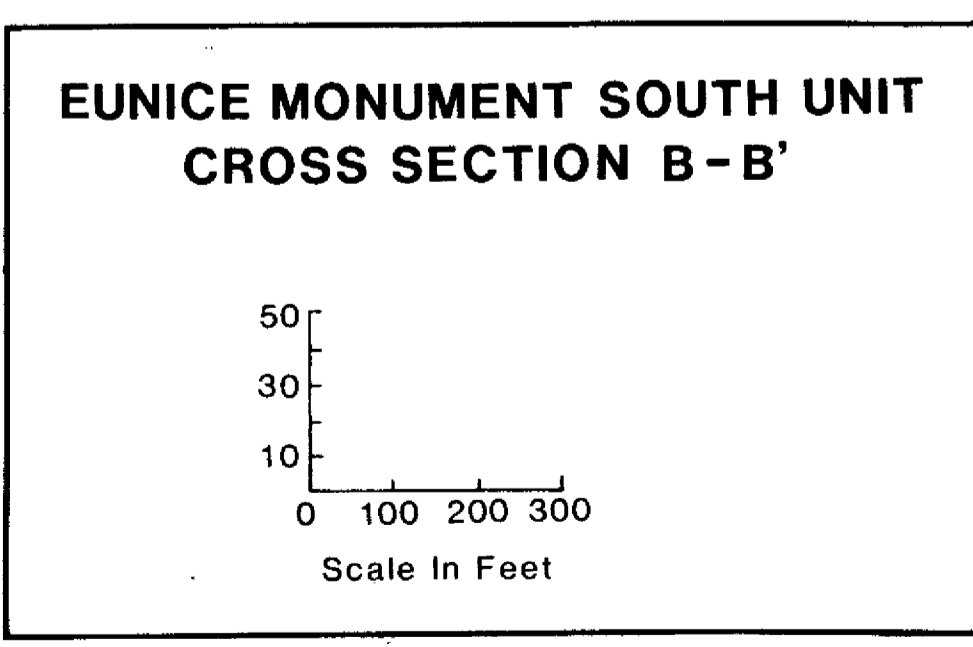 EUNICE MONUMENT SOUTH UNIT
CROSS SECTION B-B'
50
30
10
0 100 200 300
Scale In Feet